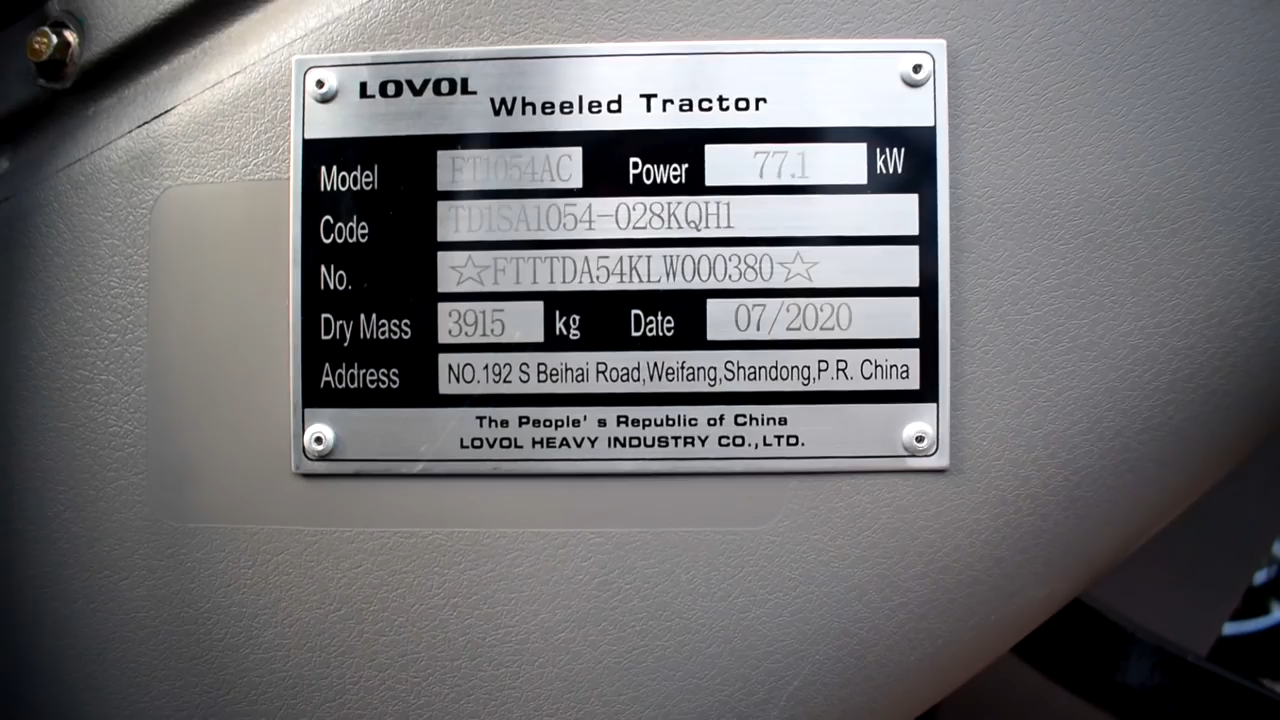 LOVOL
Wheeled Tractor
Model FT1054AC Power 77.1 kW
Code TD1SA1054-028KQH1
No. ☆FTTTDA54KLW000380☆
Dry Mass 3915 kg Date 07/2020
Address NO.192 S Beihai Road,Weifang,Shandong,P.R. China
The People' s Republic of China
LOVOL HEAVY INDUSTRY CO.,LTD.